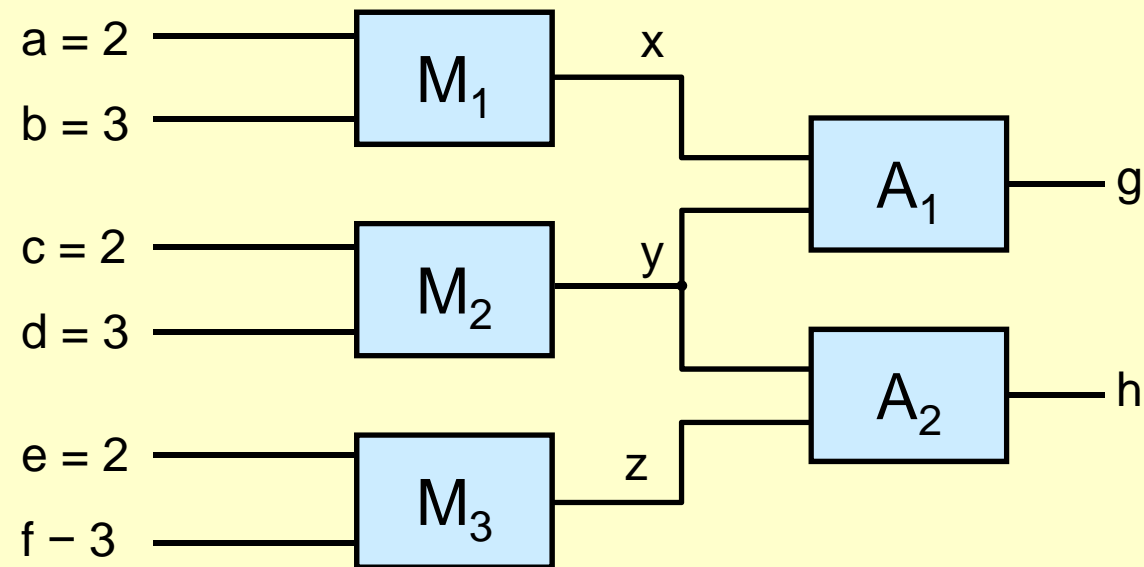 a = 2
b = 3
M₁
x
c = 2
d = 3
M₂
y
e = 2
f − 3
M₃
z
A₁
g
A₂
h